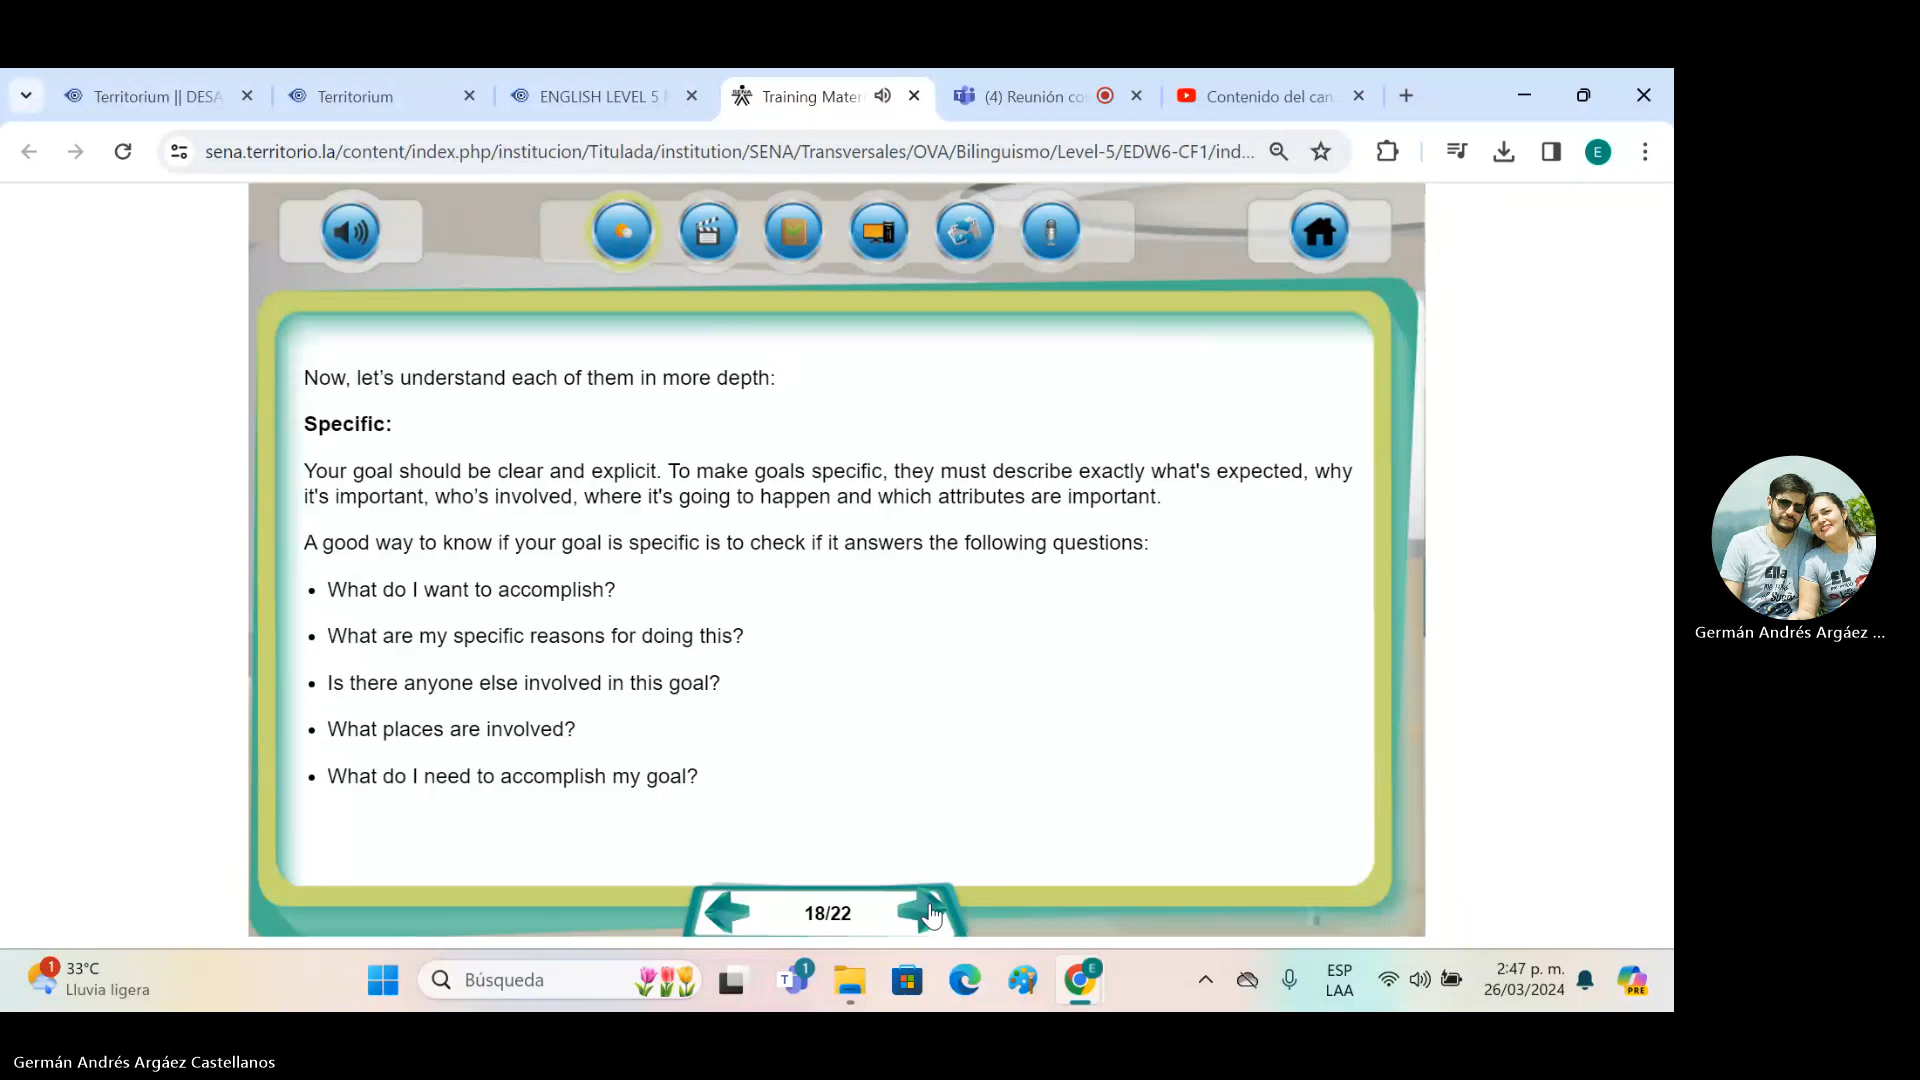 Territorium || DESA
Territorium
ENGLISH LEVEL 5
Training Mater
(4) Reunión co
Contenido del can
sena.territorio.la/content/index.php/institucion/Titulada/institution/SENA/Transversales/OVA/Bilinguismo/Level-5/EDW6-CF1/ind...
E
Now, let's understand each of them in more depth:
Specific:
Your goal should be clear and explicit. To make goals specific, they must describe exactly what's expected, why
it's important, who's involved, where it's going to happen and which attributes are important.
A good way to know if your goal is specific is to check if it answers the following questions:
• What do I want to accomplish?
• What are my specific reasons for doing this?
• Is there anyone else involved in this goal?
• What places are involved?
• What do I need to accomplish my goal?
18/22
Ella
EL
Germán Andrés Argáez ...
1
33°C
Lluvia ligera
Búsqueda
1
E
ESP
LAA
2:47 p. m.
26/03/2024
PRE
Germán Andrés Argáez Castellanos